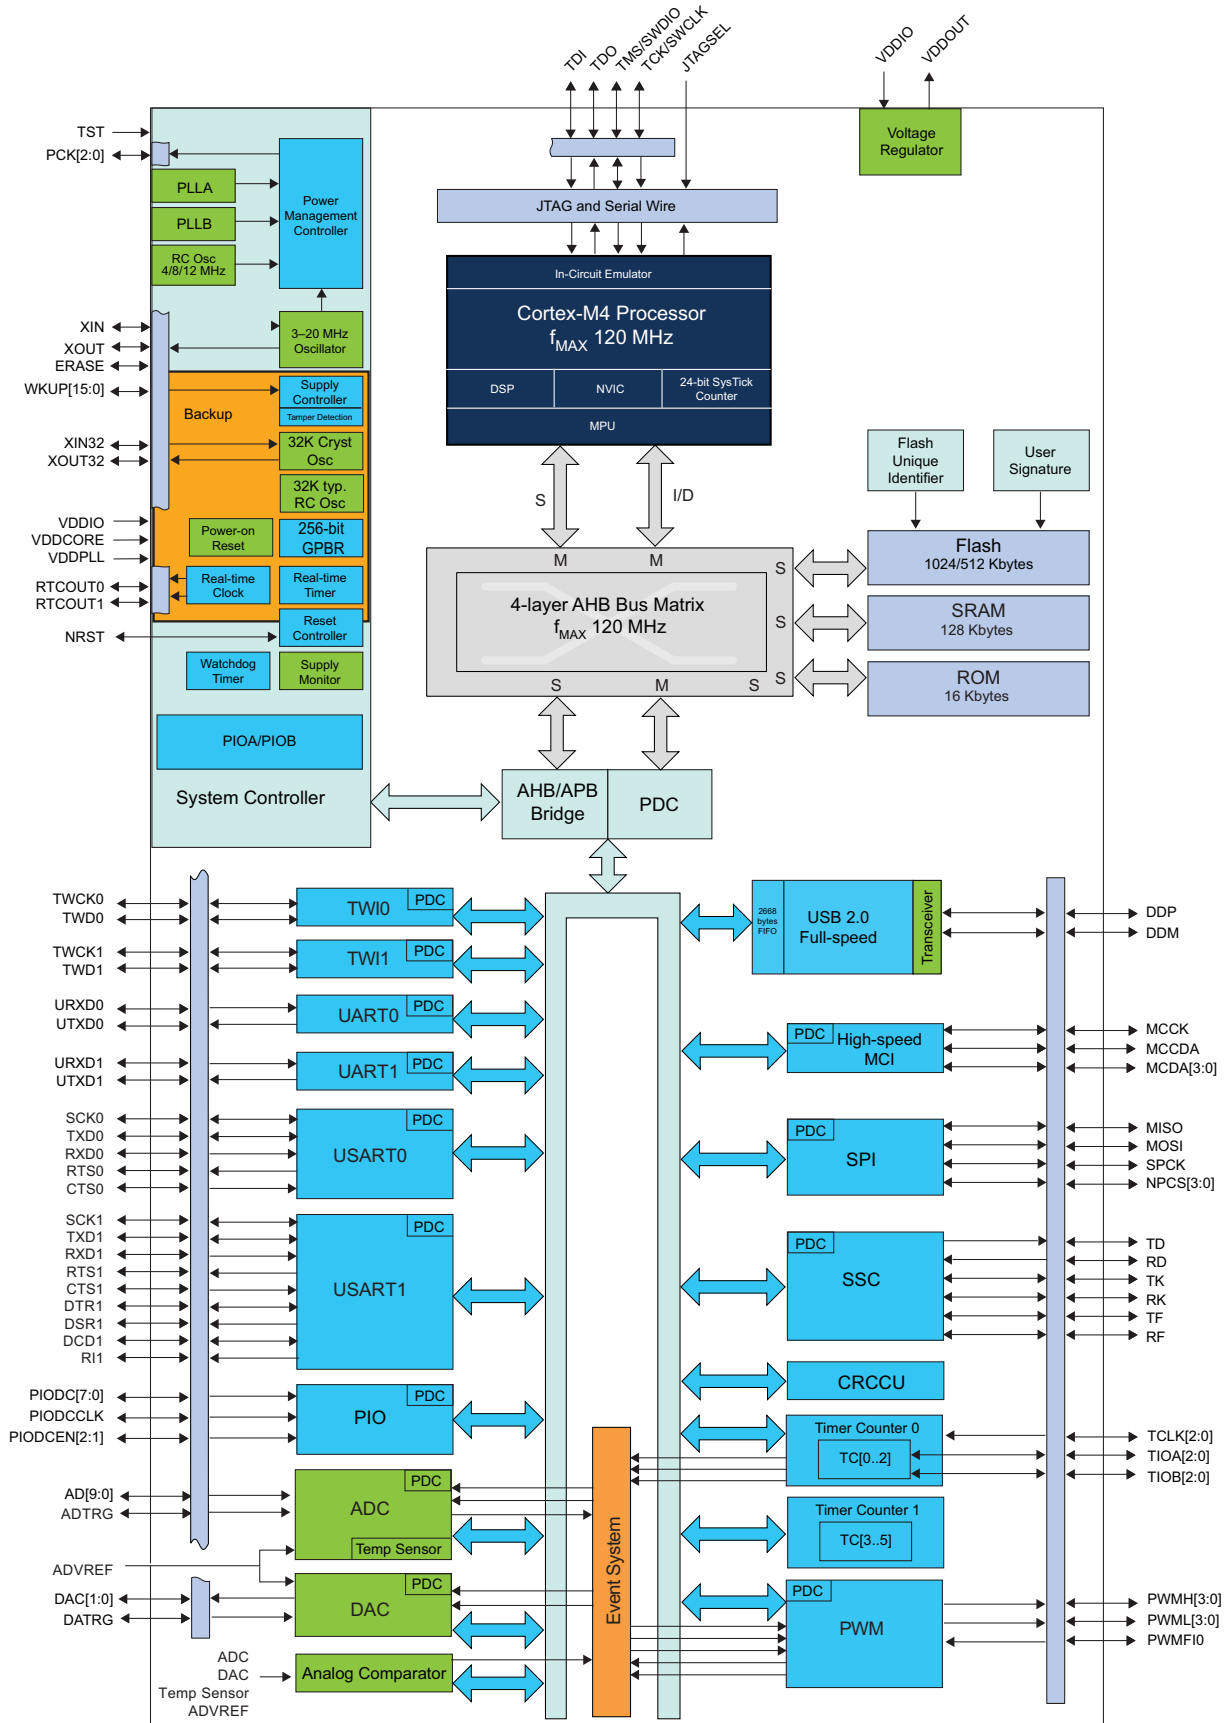 TDI
TDO
TMS/SWDIO
TCK/SWCLK
JTAGSEL
VDDIO
VDDOUT
TST
PCK[2:0]
PLLA
PLLB
RC Osc
4/8/12 MHz
Power
Management
Controller
Voltage
Regulator
JTAG and Serial Wire
In-Circuit Emulator
Cortex-M4 Processor
fMAX 120 MHz
DSP
NVIC
24-bit SysTick
Counter
MPU
XIN
XOUT
ERASE
WKUP[15:0]
XIN32
XOUT32
VDDIO
VDDCORE
VDDPLL
RTCOUT0
RTCOUT1
NRST
3–20 MHz
Oscillator
Backup
Supply
Controller
Tamper Detection
32K Cryst
Osc
32K typ.
RC Osc
Power-on
Reset
256-bit
GPBR
Real-time
Clock
Real-time
Timer
Reset
Controller
Watchdog
Timer
Supply
Monitor
PIOA/PIOB
System Controller
S
I/D
M
M
S
S
S
S
M
S
4-layer AHB Bus Matrix
fMAX 120 MHz
Flash
Unique
Identifier
User
Signature
Flash
1024/512 Kbytes
SRAM
128 Kbytes
ROM
16 Kbytes
AHB/APB
Bridge
PDC
TWCK0
TWD0
TWCK1
TWD1
URXD0
UTXD0
URXD1
UTXD1
SCK0
TXD0
RXD0
RTS0
CTS0
SCK1
TXD1
RXD1
RTS1
CTS1
DTR1
DSR1
DCD1
RI1
PIODC[7:0]
PIODCCLK
PIODCEN[2:1]
AD[9:0]
ADTRG
ADVREF
DAC[1:0]
DATRG
ADC
DAC
Temp Sensor
ADVREF
PDC
TWI0
PDC
TWI1
PDC
UART0
PDC
UART1
PDC
USART0
PDC
USART1
PDC
PIO
PDC
ADC
Temp Sensor
PDC
DAC
Analog Comparator
Event System
2668
bytes
FIFO
USB 2.0
Full-speed
Transceiver
PDC
High-speed
MCI
PDC
SPI
PDC
SSC
CRCCU
Timer Counter 0
TC[0..2]
Timer Counter 1
TC[3..5]
PDC
PWM
DDP
DDM
MCCK
MCCDA
MCDA[3:0]
MISO
MOSI
SPCK
NPCS[3:0]
TD
RD
TK
RK
TF
RF
TCLK[2:0]
TIOA[2:0]
TIOB[2:0]
PWMH[3:0]
PWML[3:0]
PWMFI0